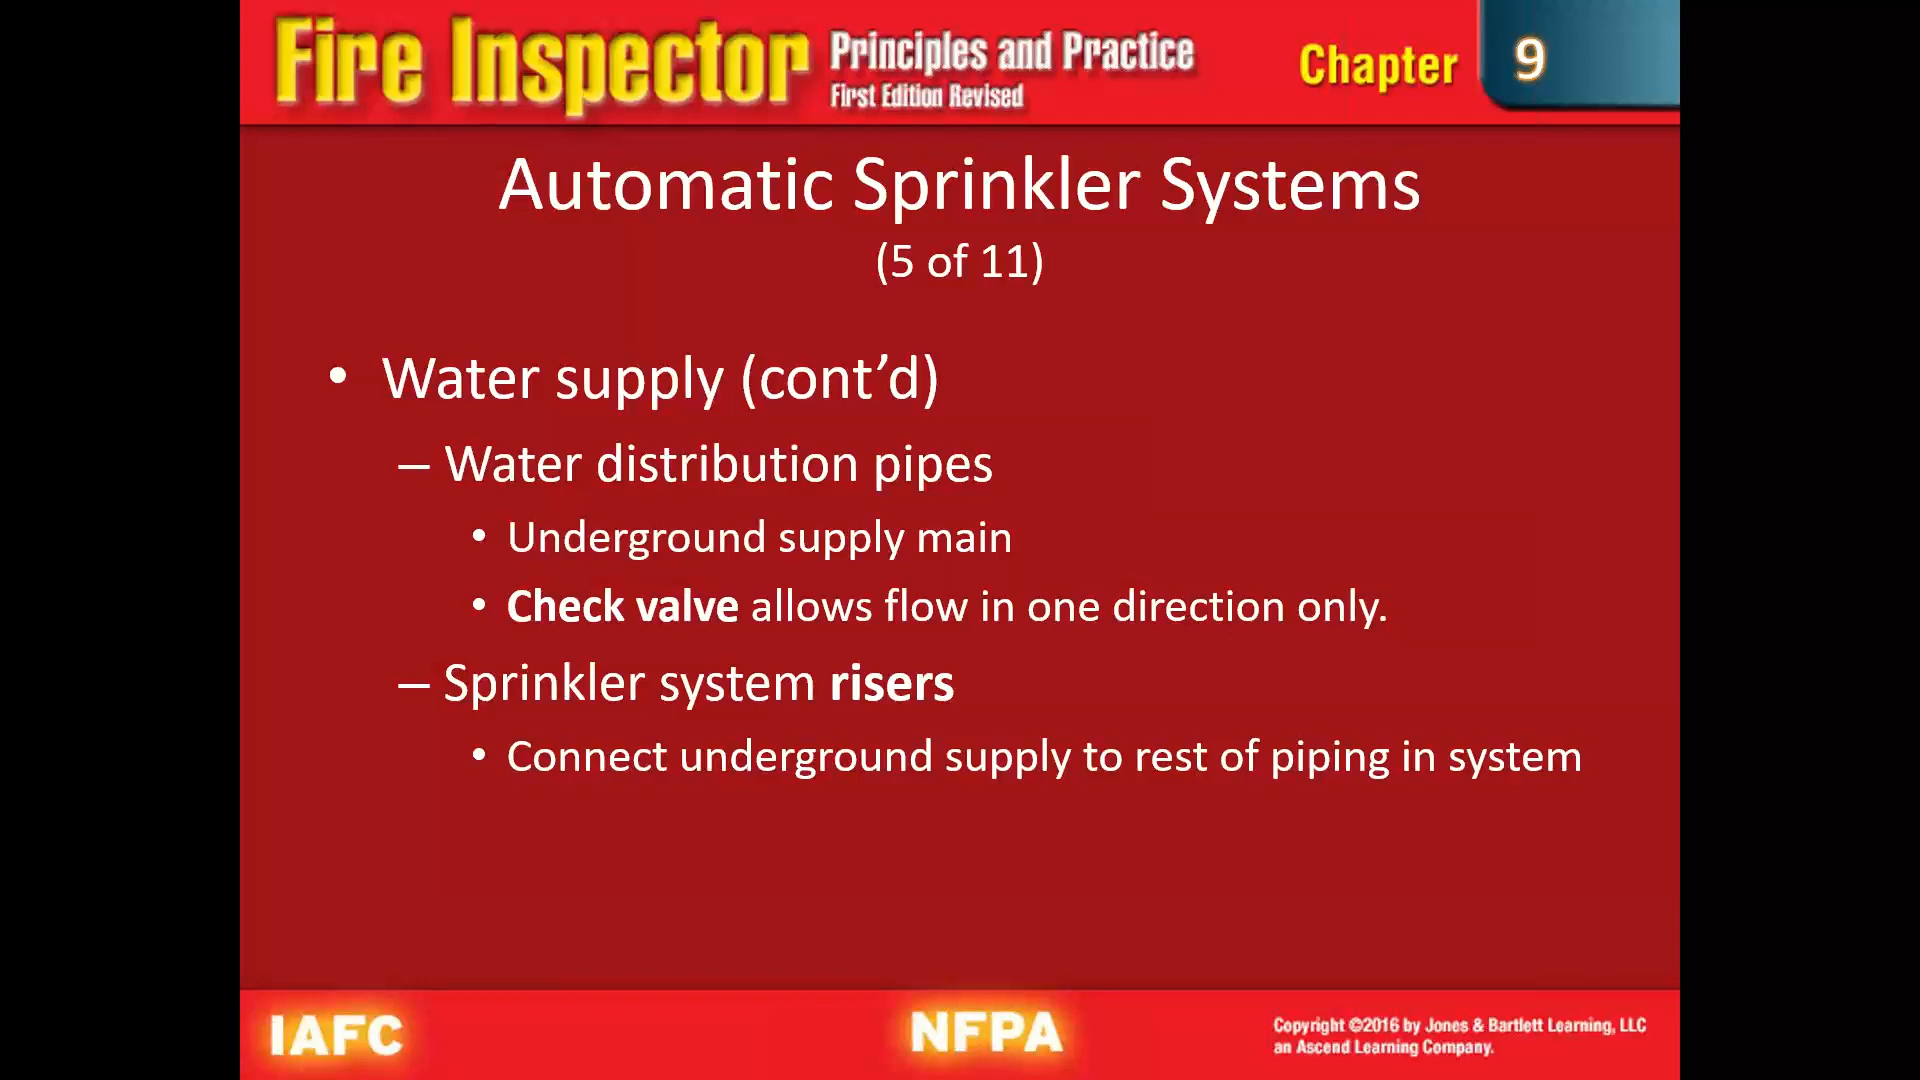 Fire Inspector Principles and Practice
First Edition Revised
Chapter 9
Automatic Sprinkler Systems
(5 of 11)
• Water supply (cont’d)
– Water distribution pipes
• Underground supply main
• Check valve allows flow in one direction only.
– Sprinkler system risers
• Connect underground supply to rest of piping in system
IAFC
NFPA
Copyright ©2016 by Jones & Bartlett Learning, LLC
an Ascend Learning Company.